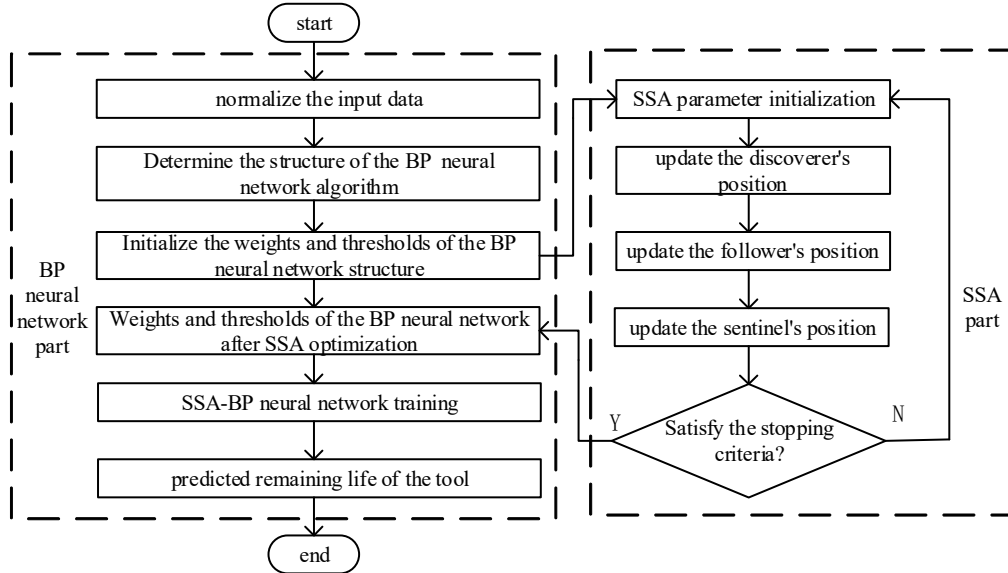 start
normalize the input data
Determine the structure of the BP neural
network algorithm
Initialize the weights and thresholds of the BP
neural network structure
Weights and thresholds of the BP neural network
after SSA optimization
SSA-BP neural network training
predicted remaining life of the tool
end
BP
neural
network
part
SSA parameter initialization
update the discoverer's
position
update the follower's position
update the sentinel's position
Satisfy the stopping
criteria?
Y
N
SSA
part